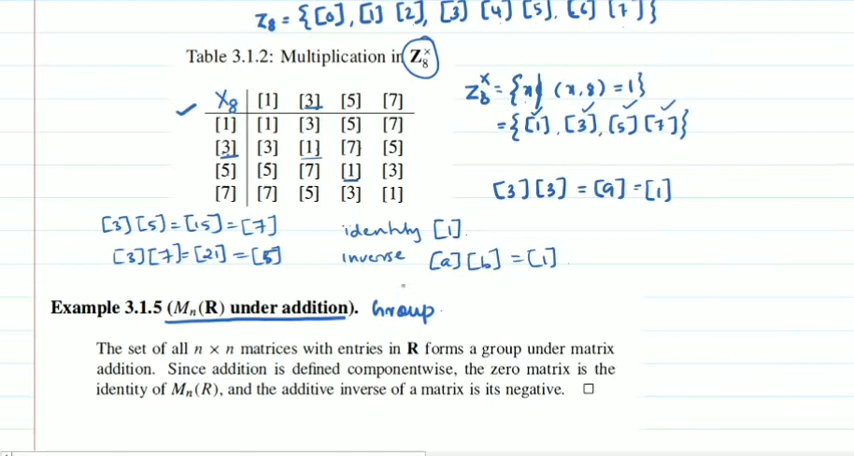 Z₈ = {[0], [1] [2], [3] [4] [5], [6] [7]}
Table 3.1.2: Multiplication in Z₈ˣ
Z₈ˣ = {x | (x,8) = 1}
= {[1], [3], [5] [7]}
X₈ [1] [3] [5] [7]
[1] [1] [3] [5] [7]
[3] [3] [1] [7] [5]
[5] [5] [7] [1] [3]
[7] [7] [5] [3] [1]
[3][3] = [9] = [1]
[3][5] = [15] = [7]
identity [1].
[3][7] = [21] = [5]
inverse [a][b] = [1]
Example 3.1.5 (Mₙ(R) under addition). Group
The set of all n × n matrices with entries in R forms a group under matrix
addition. Since addition is defined componentwise, the zero matrix is the
identity of Mₙ(R), and the additive inverse of a matrix is its negative. □